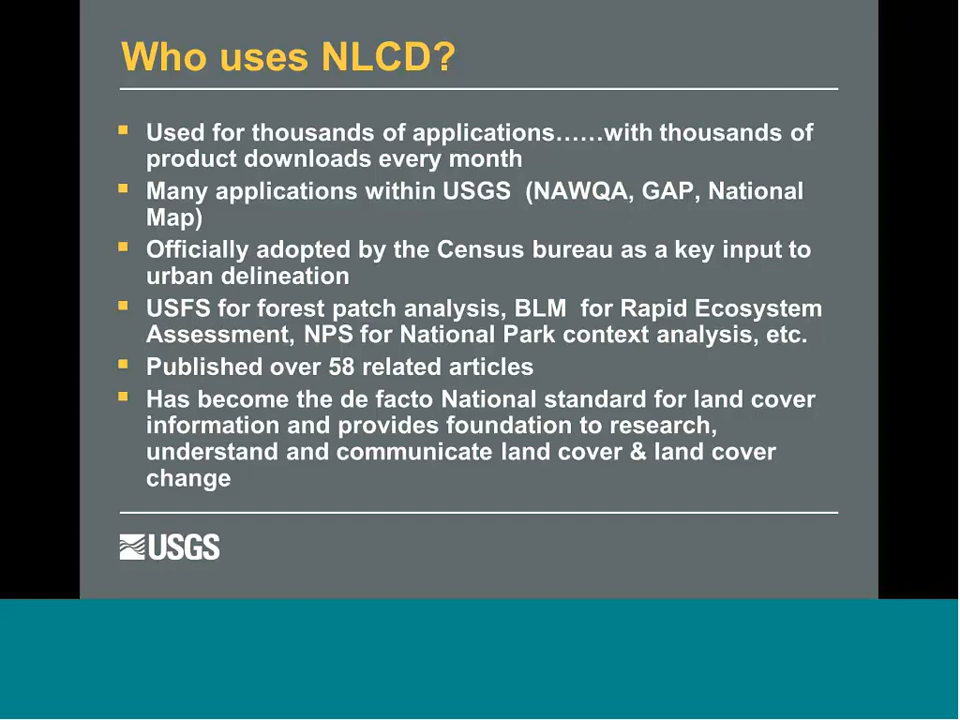 Who uses NLCD?
Used for thousands of applications……with thousands of
product downloads every month
Many applications within USGS (NAWQA, GAP, National
Map)
Officially adopted by the Census bureau as a key input to
urban delineation
USFS for forest patch analysis, BLM for Rapid Ecosystem
Assessment, NPS for National Park context analysis, etc.
Published over 58 related articles
Has become the de facto National standard for land cover
information and provides foundation to research,
understand and communicate land cover & land cover
change
USGS